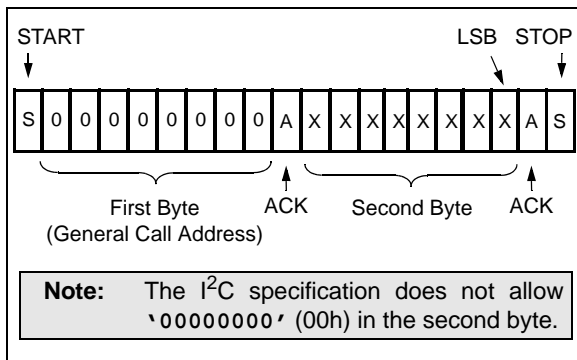 START LSB STOP
S 0 0 0 0 0 0 0 0 A X X X X X X X X A S
First Byte ACK Second Byte ACK
(General Call Address)
Note: The I²C specification does not allow
‘00000000’ (00h) in the second byte.